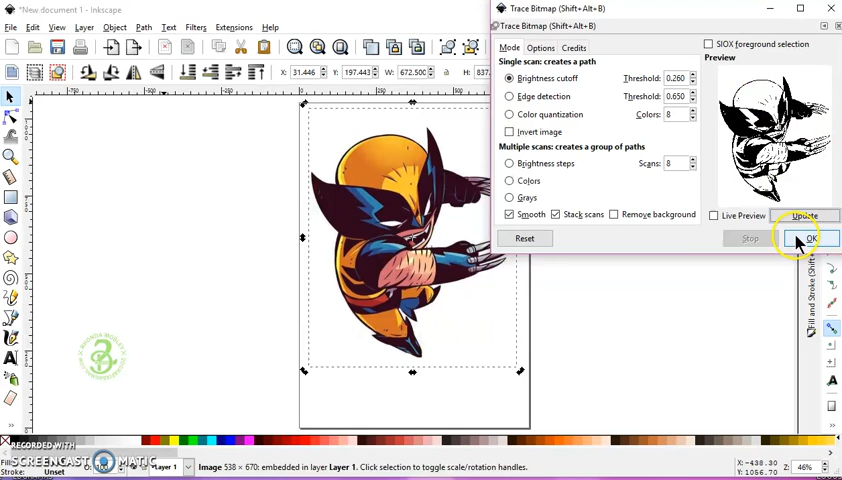 *New document 1 - Inkscape
File Edit View Layer Object Path Text Filters Extensions Help
X: 31.446 Y: 197.443 W: 672.500 H: 837.
Trace Bitmap (Shift+Alt+B)
Trace Bitmap (Shift+Alt+B)
Mode Options Credits
SIOX foreground selection
Single scan: creates a path
Preview
Brightness cutoff Threshold: 0.260
Edge detection Threshold: 0.650
Color quantization Colors: 8
Invert image
Multiple scans: creates a group of paths
Brightness steps Scans: 8
Colors
Grays
Smooth Stack scans Remove background
Live Preview Update
Reset Stop OK
Fill and Stroke (Shift+
RHONDA MORLEY
RECORDED WITH
SCREENCAST MATIC
Stroke: Unset
Layer 1
Image 538 × 670: embedded in layer Layer 1. Click selection to toggle scale/rotation handles.
X: -438.30
Y: 1056.70
Z: 46%